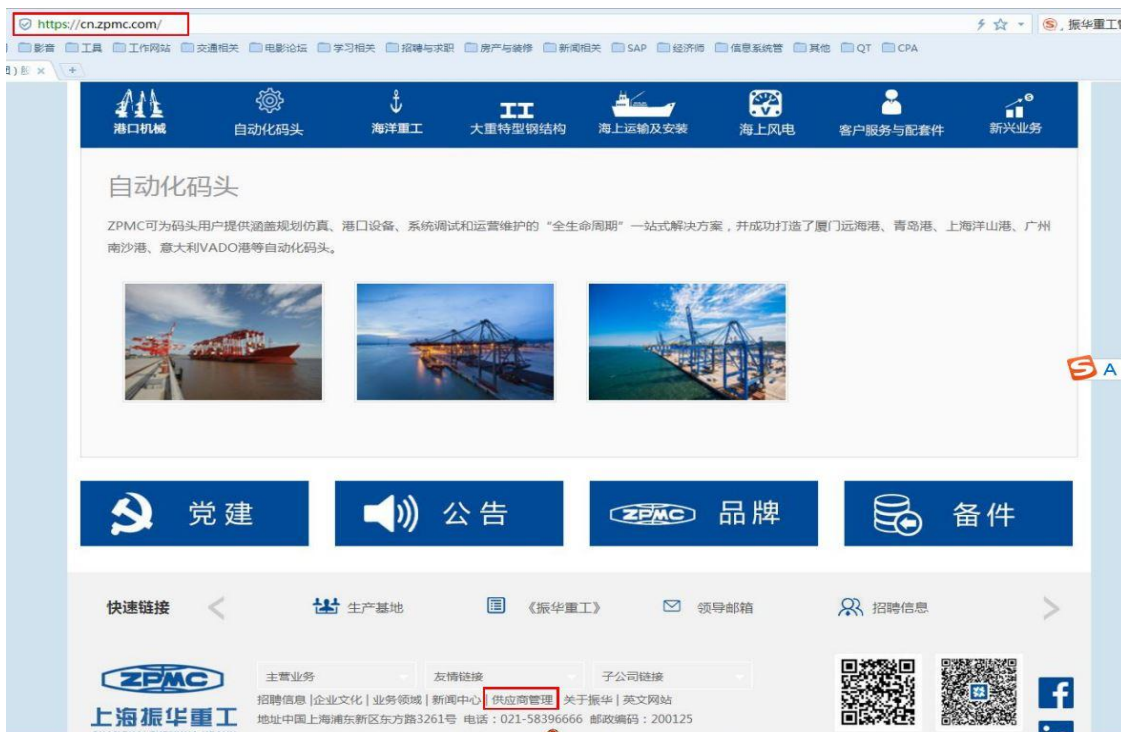 https://cn.zpmc.com/
振华重工
影音 工具 工作网站 交通相关 电影论坛 学习相关 招聘与求职 房产与装修 新闻相关 SAP 经济师 信息系统管 其他 QT CPA
港口机械 自动化码头 海洋重工 大重特型钢结构 海上运输及安装 海上风电 客户服务与配套件 新兴业务
自动化码头
ZPMC可为码头用户提供涵盖规划仿真、港口设备、系统调试和运营维护的“全生命周期”一站式解决方案，并成功打造了厦门远海港、青岛港、上海洋山港、广州
南沙港、意大利VADO港等自动化码头。
S A
党建 公告 ZPMC 品牌 备件
快速链接 生产基地 《振华重工》 领导邮箱 招聘信息
ZPMC 主营业务 友情链接 子公司链接
招聘信息 |企业文化 | 业务领域 | 新闻中心 | 供应商管理 关于振华 | 英文网站
上海振华重工 地址中国上海浦东新区东方路3261号 电话：021-58396666 邮政编码：200125